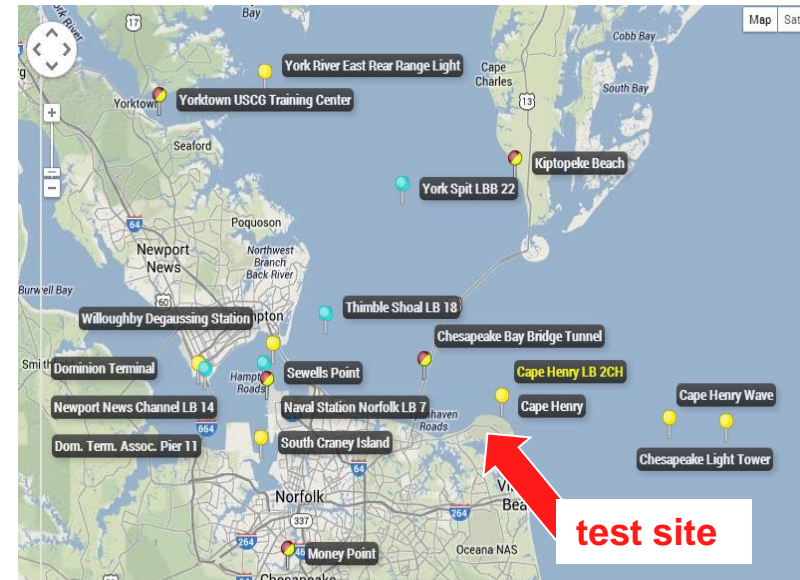 Bay
Map
Sat
Cobb Bay
17
York River East Rear Range Light
Cape
Charles
South Bay
Yorktown
Yorktown USCG Training Center
13
Seaford
Kiptopeke Beach
York Spit LBB 22
64
Poquoson
Newport
News
Northwest
Branch
Back River
Burwell Bay
60
Thimble Shoal LB 18
Willoughby Degaussing Station
Chesapeake Bay Bridge Tunnel
Dominion Terminal
Sewells Point
Cape Henry LB 2CH
Cape Henry Wave
Newport News Channel LB 14
Roads
Naval Station Norfolk LB 7
Cape Henry
Roads
664
Dom. Term. Assoc. Pier 11
South Craney Island
Chesapeake Light Tower
64
Norfolk
264
337
test site
264
Money Point
Oceana NAS
Chesapeake